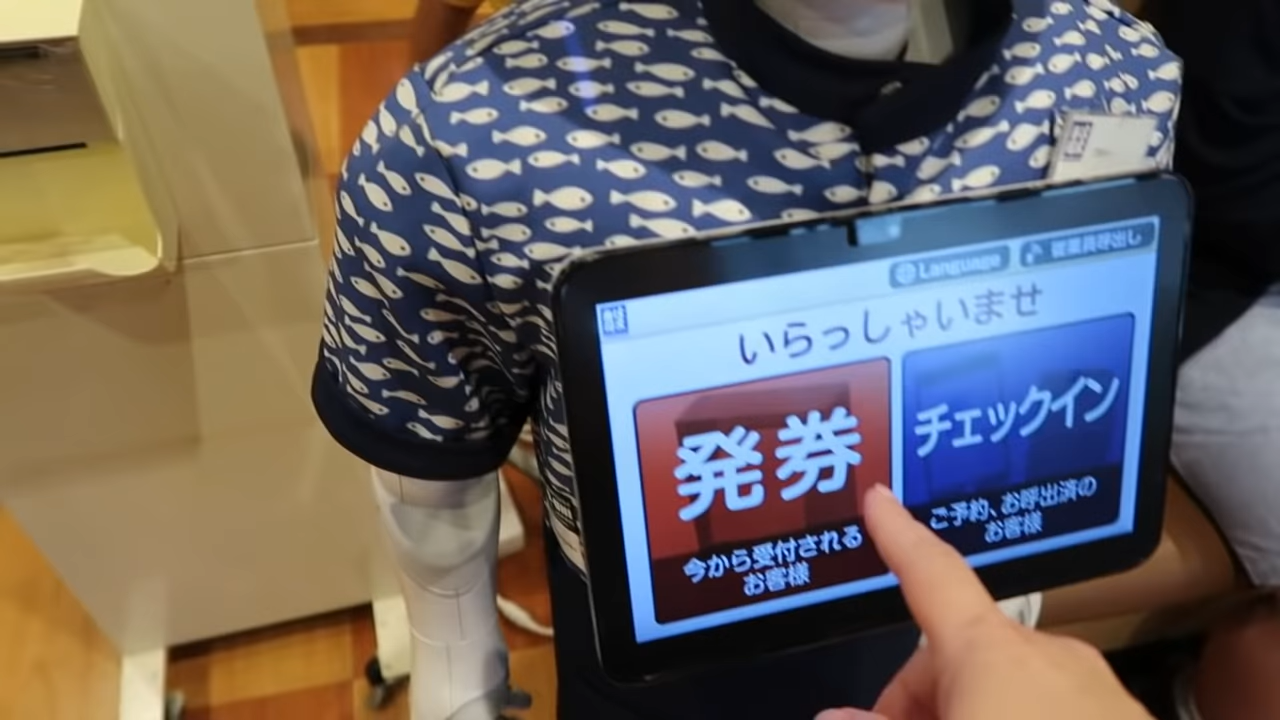 Language
従業員呼出し
いらっしゃいませ
発券
今から受付される
お客様
チェックイン
ご予約、お呼出済の
お客様